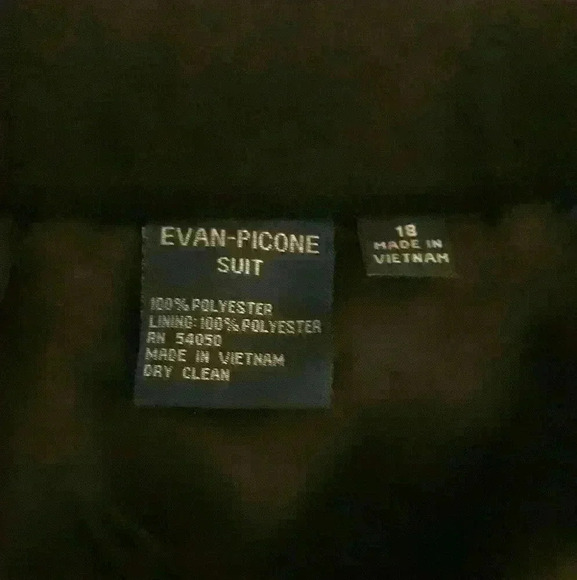 EVAN-PICONE
SUIT
100% POLYESTER
LINING: 100% POLYESTER
RN 54050
MADE IN VIETNAM
DRY CLEAN
18
MADE IN
VIETNAM